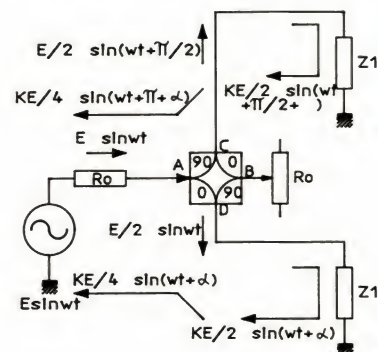 E/2 sin(wt+π/2)
Z1
KE/2 sin(wt
+π/2+ )
KE/4 sin(wt+π+α)
E sinwt
C
90 0
A
B
Ro
Ro
0 90
D
E/2 sinwt
KE/4 sin(wt+α)
Z1
Esinwt
KE/2 sin(wt+α)